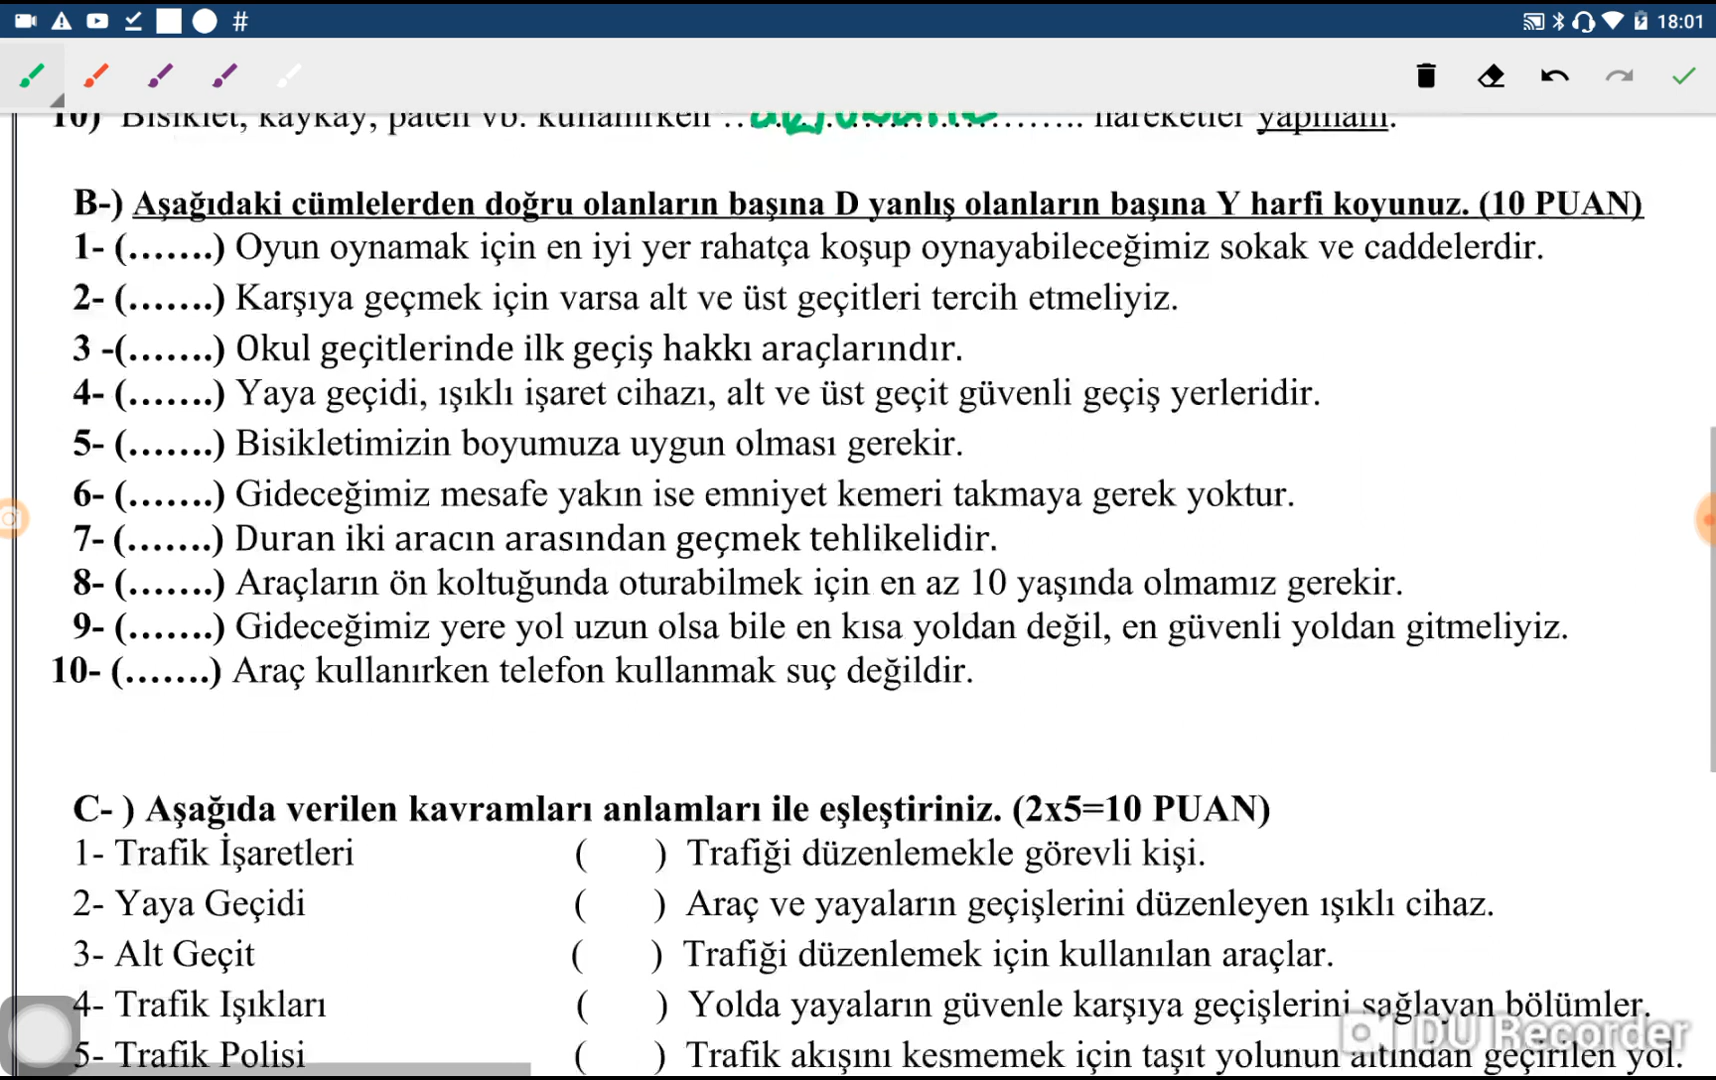 # 18:01
10) Bisiklet, kaykay, paten vb. kullanırken ..akrobatik........ hareketler yapmam.
B-) Aşağıdaki cümlelerden doğru olanların başına D yanlış olanların başına Y harfi koyunuz. (10 PUAN)
1- (.......) Oyun oynamak için en iyi yer rahatça koşup oynayabileceğimiz sokak ve caddelerdir.
2- (.......) Karşıya geçmek için varsa alt ve üst geçitleri tercih etmeliyiz.
3 -(.......) Okul geçitlerinde ilk geçiş hakkı araçlarındır.
4- (.......) Yaya geçidi, ışıklı işaret cihazı, alt ve üst geçit güvenli geçiş yerleridir.
5- (.......) Bisikletimizin boyumuza uygun olması gerekir.
6- (.......) Gideceğimiz mesafe yakın ise emniyet kemeri takmaya gerek yoktur.
7- (.......) Duran iki aracın arasından geçmek tehlikelidir.
8- (.......) Araçların ön koltuğunda oturabilmek için en az 10 yaşında olmamız gerekir.
9- (.......) Gideceğimiz yere yol uzun olsa bile en kısa yoldan değil, en güvenli yoldan gitmeliyiz.
10- (.......) Araç kullanırken telefon kullanmak suç değildir.
C- ) Aşağıda verilen kavramları anlamları ile eşleştiriniz. (2x5=10 PUAN)
1- Trafik İşaretleri ( ) Trafiği düzenlemekle görevli kişi.
2- Yaya Geçidi ( ) Araç ve yayaların geçişlerini düzenleyen ışıklı cihaz.
3- Alt Geçit ( ) Trafiği düzenlemek için kullanılan araçlar.
4- Trafik Işıkları ( ) Yolda yayaların güvenle karşıya geçişlerini sağlayan bölümler.
DU Recorder
5- Trafik Polisi ( ) Trafik akışını kesmemek için taşıt yolunun altından geçirilen yol.